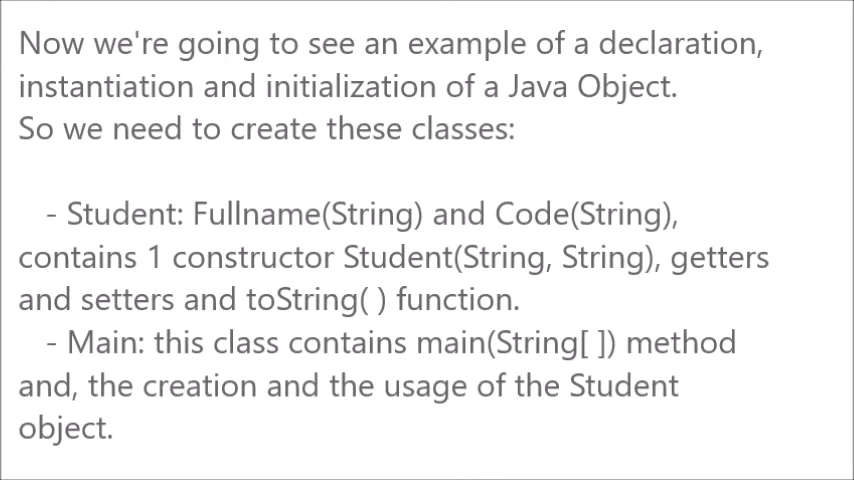 Now we're going to see an example of a declaration,
instantiation and initialization of a Java Object.
So we need to create these classes:
- Student: Fullname(String) and Code(String),
contains 1 constructor Student(String, String), getters
and setters and toString( ) function.
- Main: this class contains main(String[ ]) method
and, the creation and the usage of the Student
object.